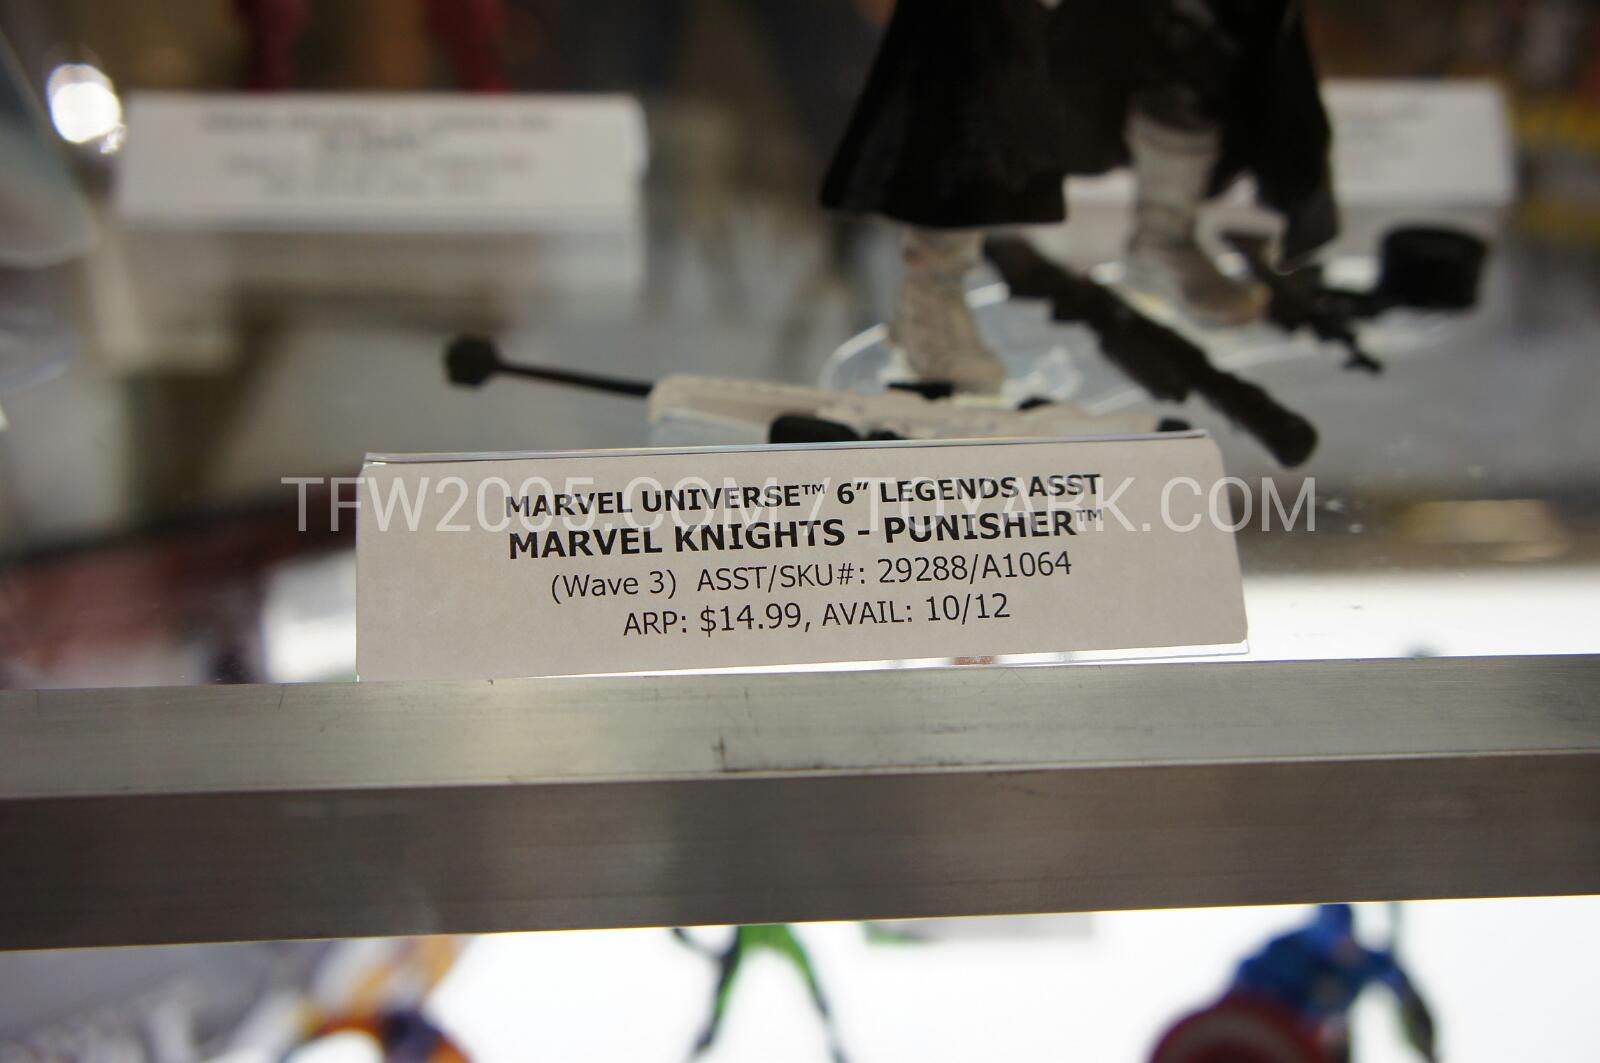 MARVEL UNIVERSE™ 6” LEGENDS ASST
TFW2005.COM / TOYARK.COM
MARVEL KNIGHTS - PUNISHER™
(Wave 3) ASST/SKU#: 29288/A1064
ARP: $14.99, AVAIL: 10/12